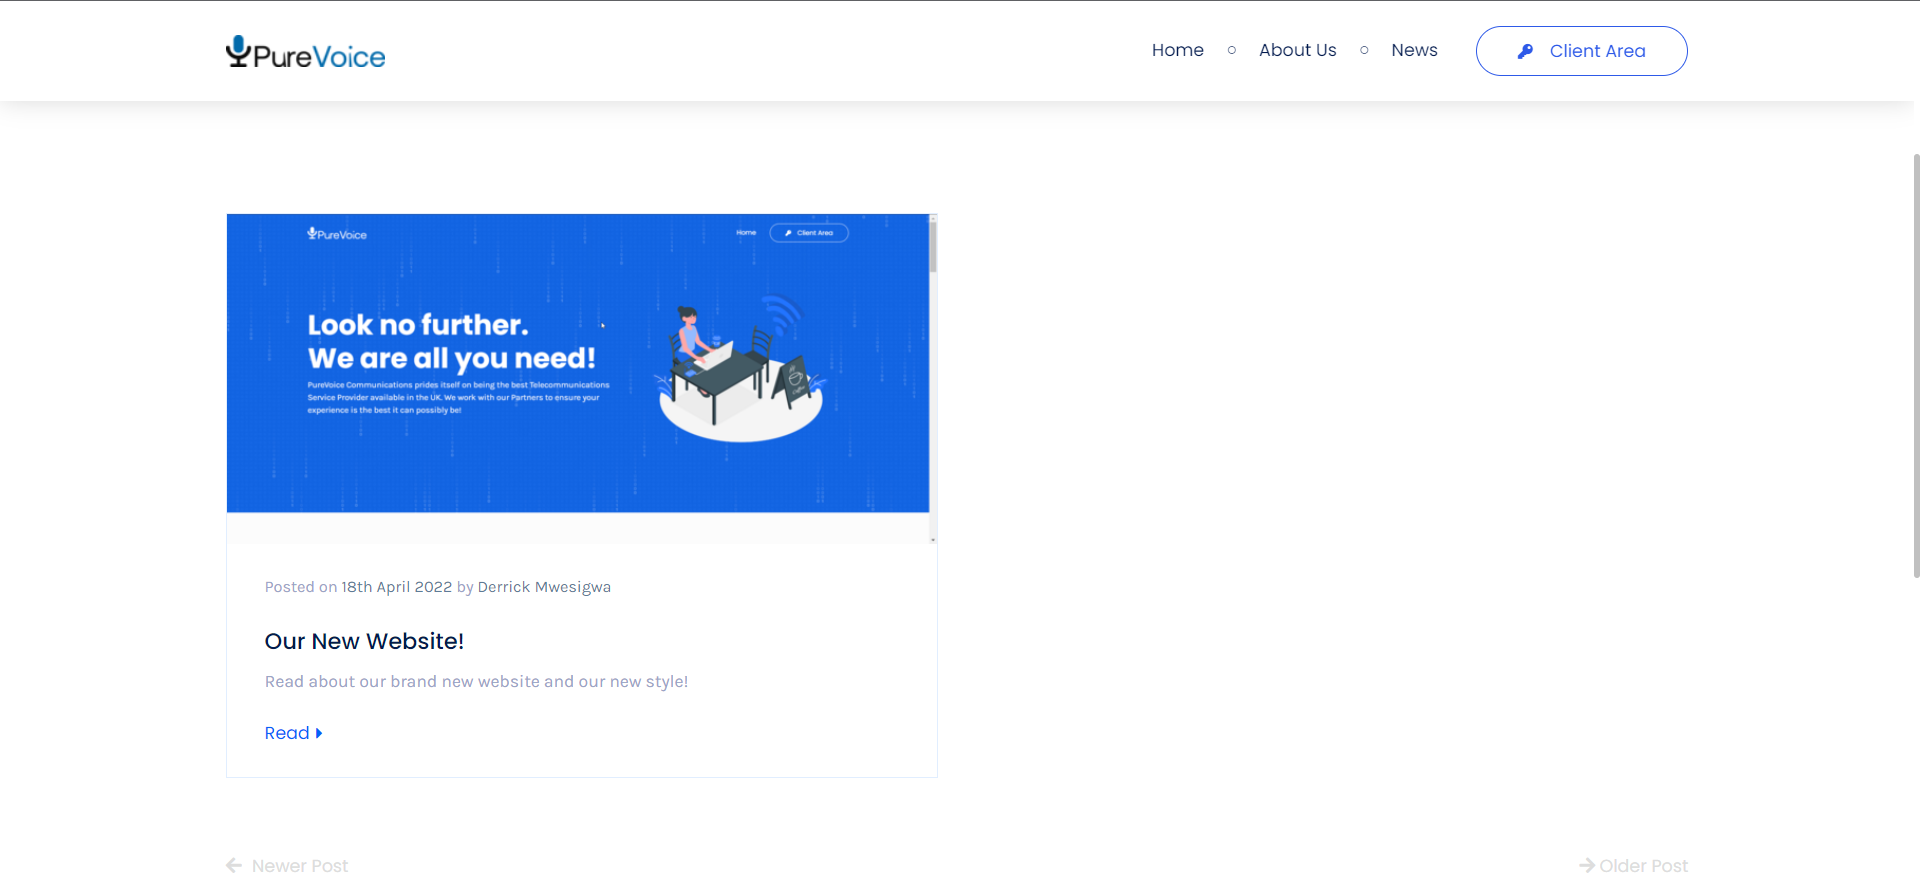 PureVoice
Home
About Us
News
Client Area
PureVoice
Home
Client Area
Look no further.
We are all you need!
PureVoice Communications prides itself on being the best Telecommunications
Service Provider available in the UK. We work with our Partners to ensure your
experience is the best it can possibly be!
Coffee
Posted on 18th April 2022 by Derrick Mwesigwa
Our New Website!
Read about our brand new website and our new style!
Read
Newer Post
Older Post